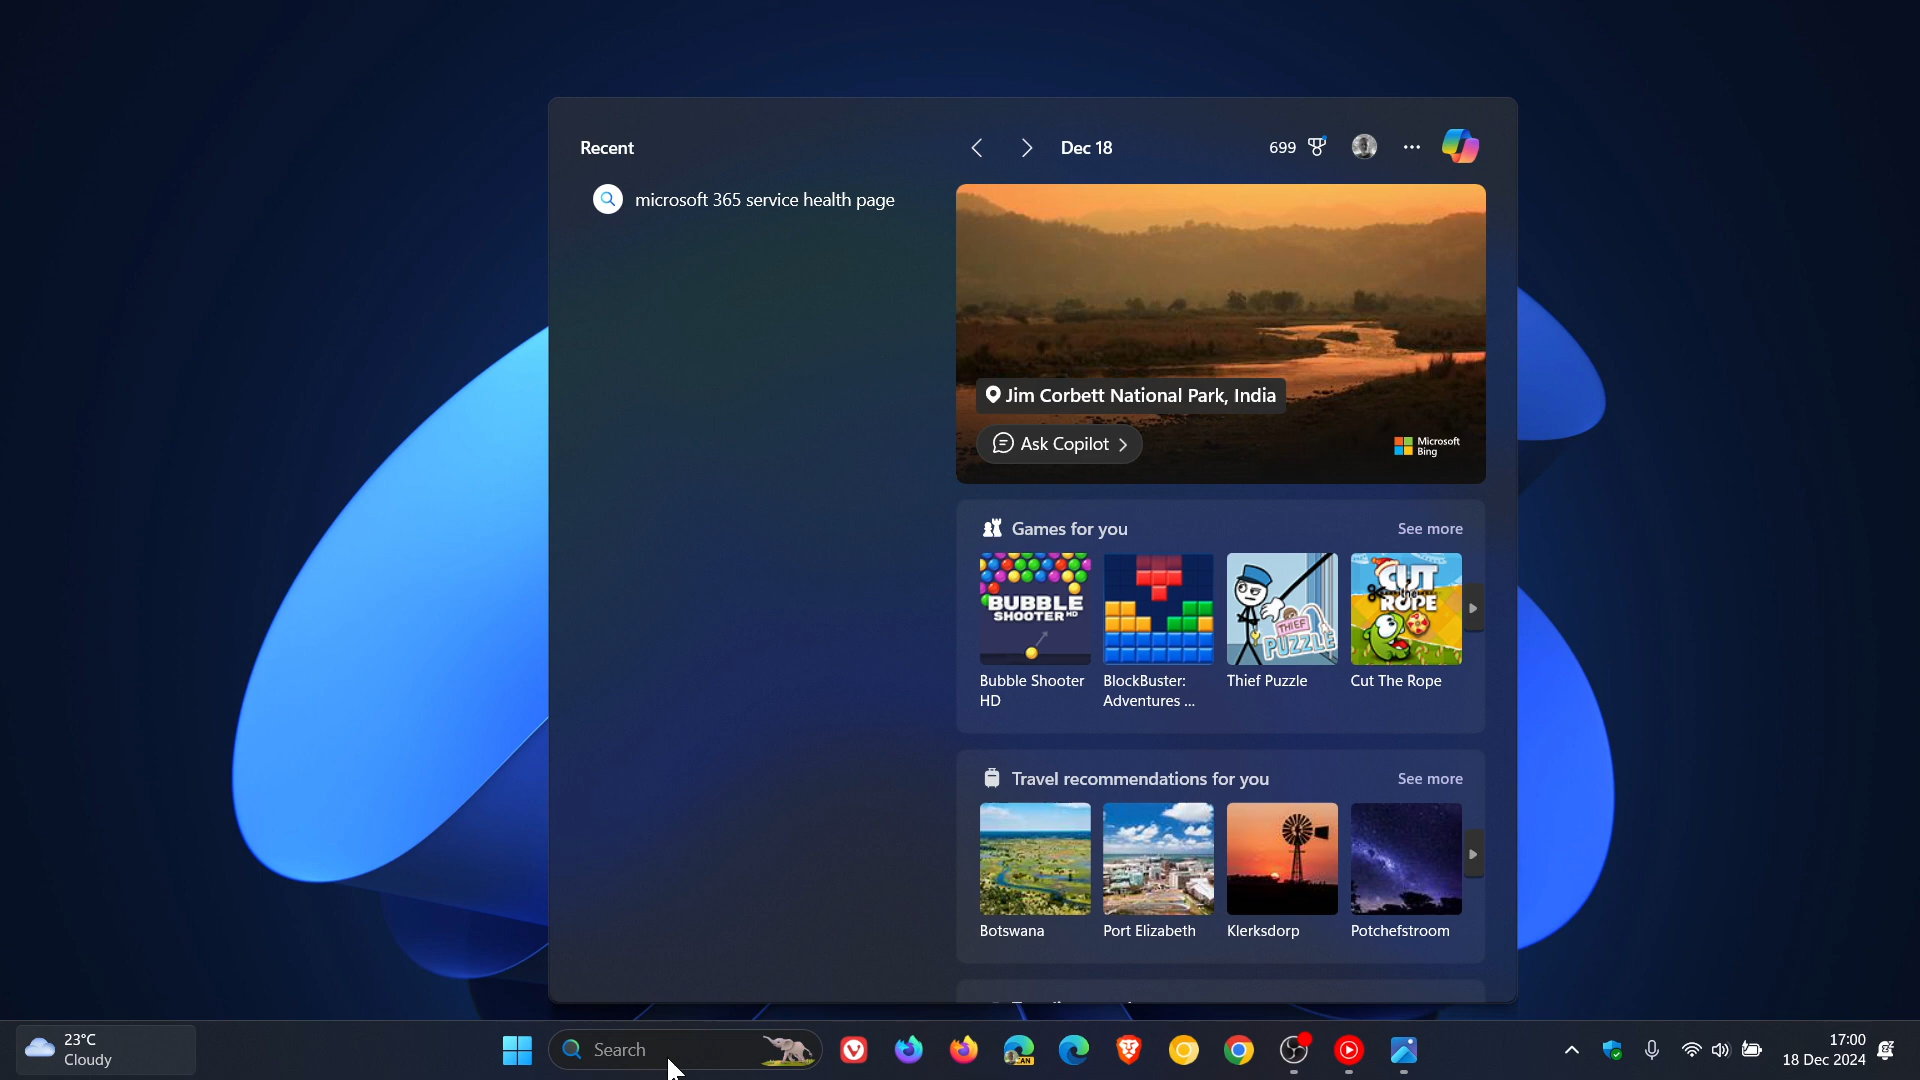 Recent
Dec 18
699
microsoft 365 service health page
Jim Corbett National Park, India
Ask Copilot
Microsoft
Bing
Games for you
See more
BUBBLE
SHOOTER HD
THIEF
PUZZLE
CUT
the
ROPE
Bubble Shooter
HD
BlockBuster:
Adventures ...
Thief Puzzle
Cut The Rope
Travel recommendations for you
See more
Botswana
Port Elizabeth
Klerksdorp
Potchefstroom
23°C
Cloudy
Search
CAN
17:00
18 Dec 2024